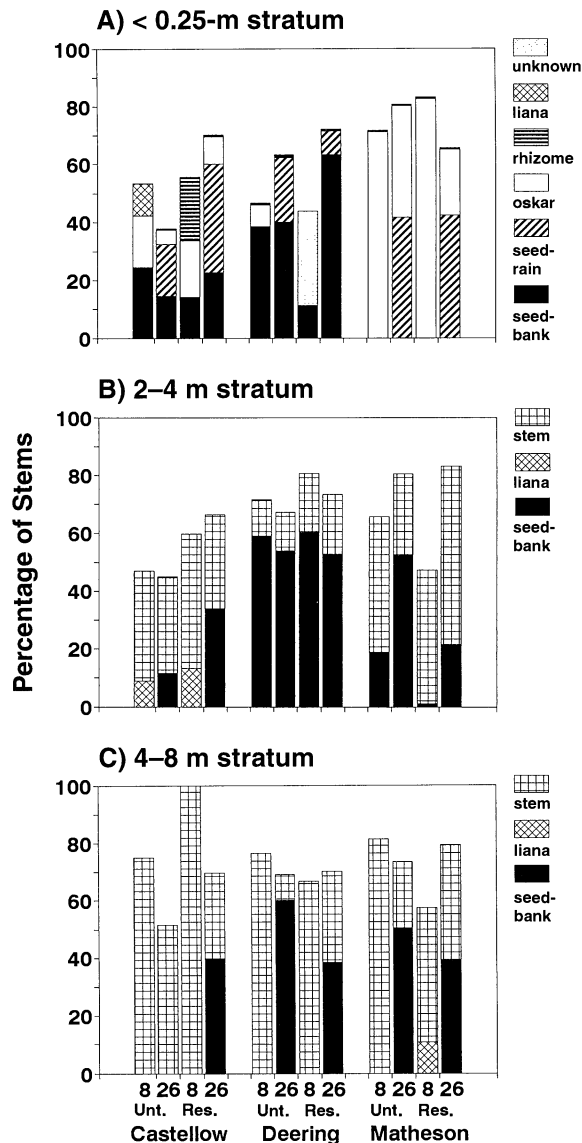 A) < 0.25-m stratum
100
80
60
40
20
0
unknown
liana
rhizome
oskar
seed-
rain
seed-
bank
B) 2–4 m stratum
100
80
60
40
20
0
stem
liana
seed-
bank
Percentage of Stems
C) 4–8 m stratum
100
80
60
40
20
0
stem
liana
seed-
bank
8 26 8 26 8 26 8 26 8 26 8 26
Unt. Res. Unt. Res. Unt. Res.
Castellow Deering Matheson